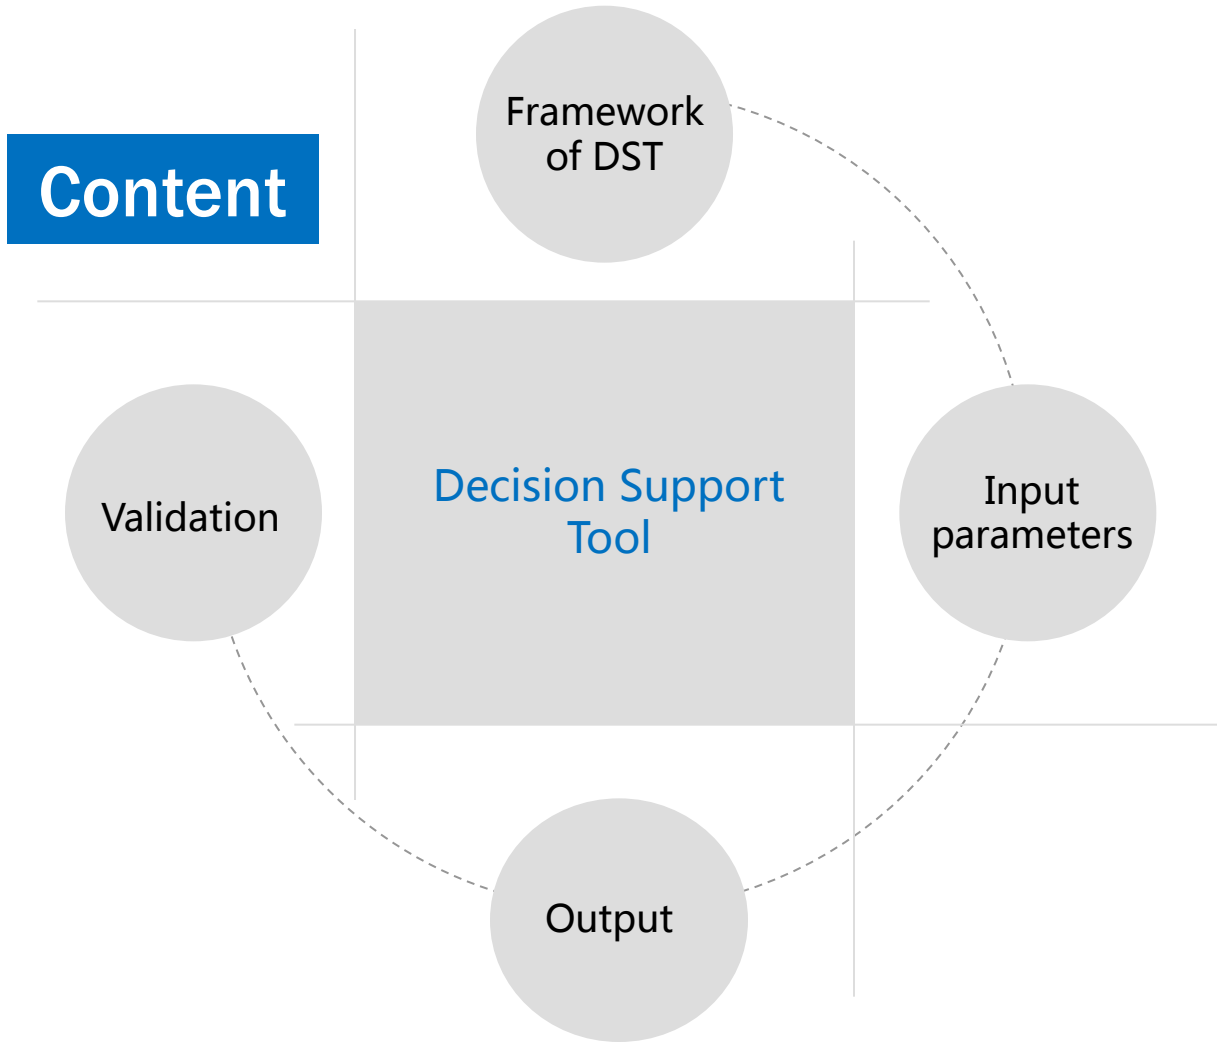 Content
Framework
of DST
Input
parameters
Decision Support
Tool
Validation
Output